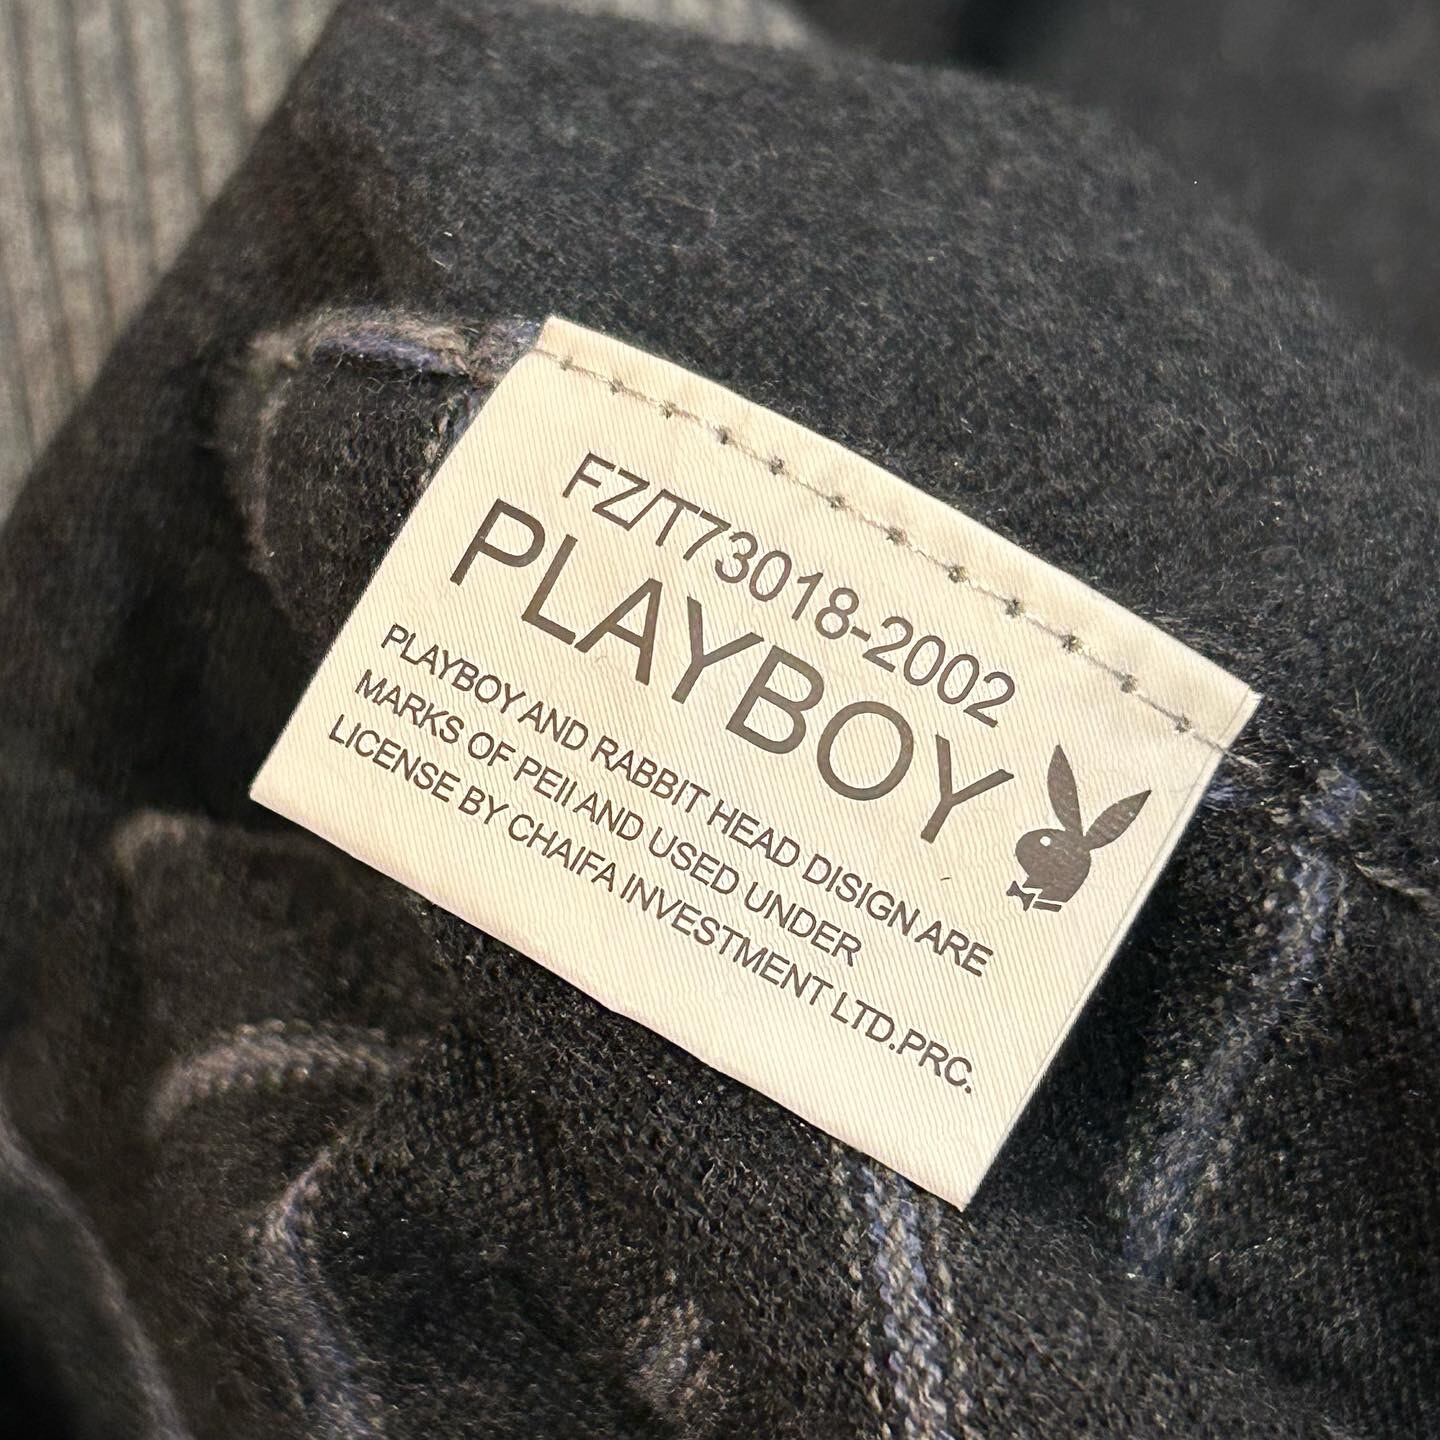 FZ/T73018-2002
PLAYBOY
PLAYBOY AND RABBIT HEAD DISIGN ARE
MARKS OF PEII AND USED UNDER
LICENSE BY CHAIFA INVESTMENT LTD.PRC.